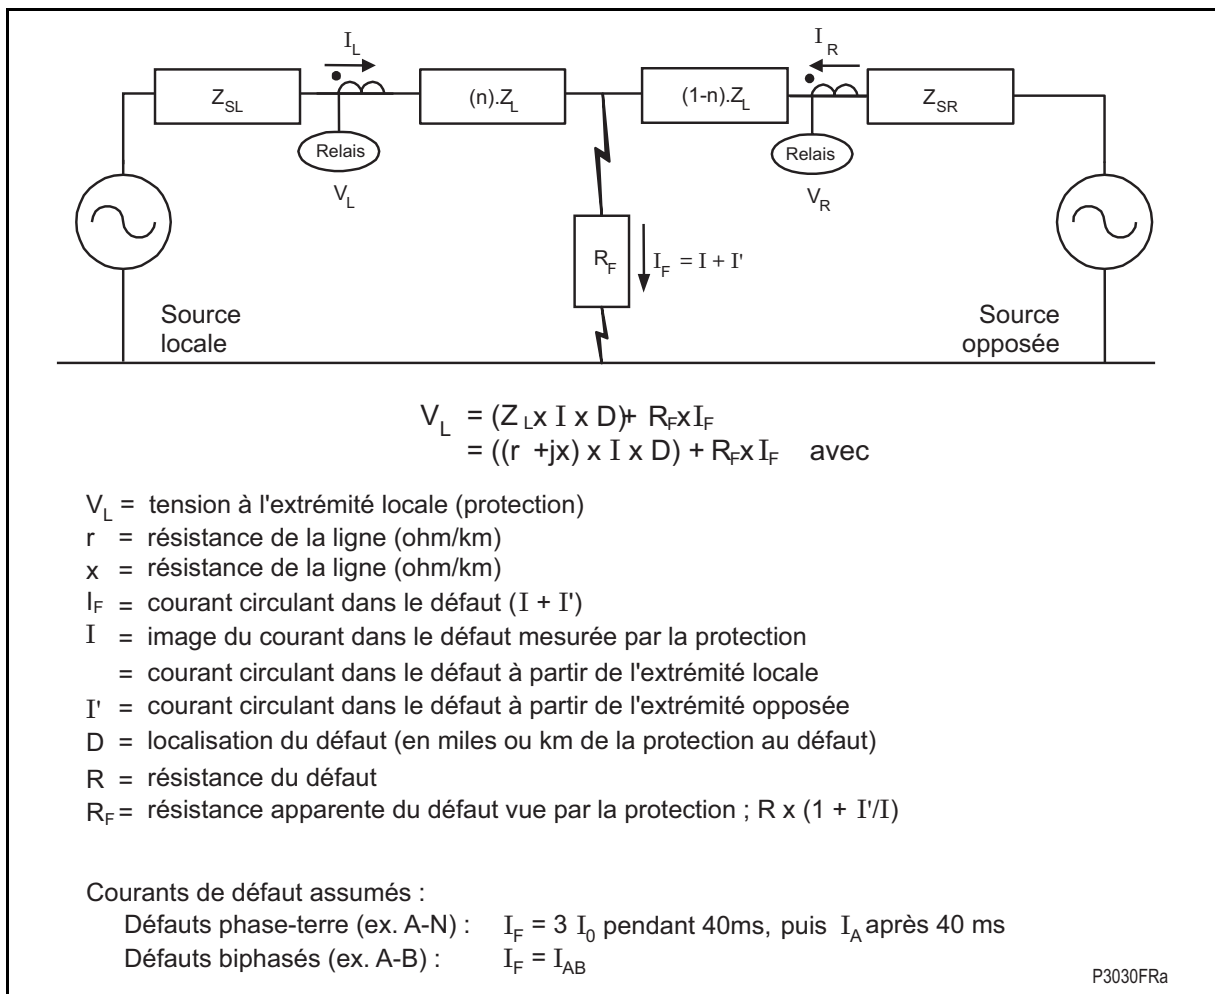 I_L
I_R
Z_SL
(n).Z_L
(1-n).Z_L
Z_SR
Relais
Relais
V_L
V_R
R_F
I_F = I + I'
Source
locale
Source
opposée
V_L = (Z_L x I x D)+ R_F x I_F
= ((r +jx) x I x D) + R_F x I_F avec
V_L = tension à l'extrémité locale (protection)
r = résistance de la ligne (ohm/km)
x = résistance de la ligne (ohm/km)
I_F = courant circulant dans le défaut (I + I')
I = image du courant dans le défaut mesurée par la protection
= courant circulant dans le défaut à partir de l'extrémité locale
I' = courant circulant dans le défaut à partir de l'extrémité opposée
D = localisation du défaut (en miles ou km de la protection au défaut)
R = résistance du défaut
R_F = résistance apparente du défaut vue par la protection ; R x (1 + I'/I)
Courants de défaut assumés :
Défauts phase-terre (ex. A-N) : I_F = 3 I_0 pendant 40ms, puis I_A après 40 ms
Défauts biphasés (ex. A-B) : I_F = I_AB
P3030FRa